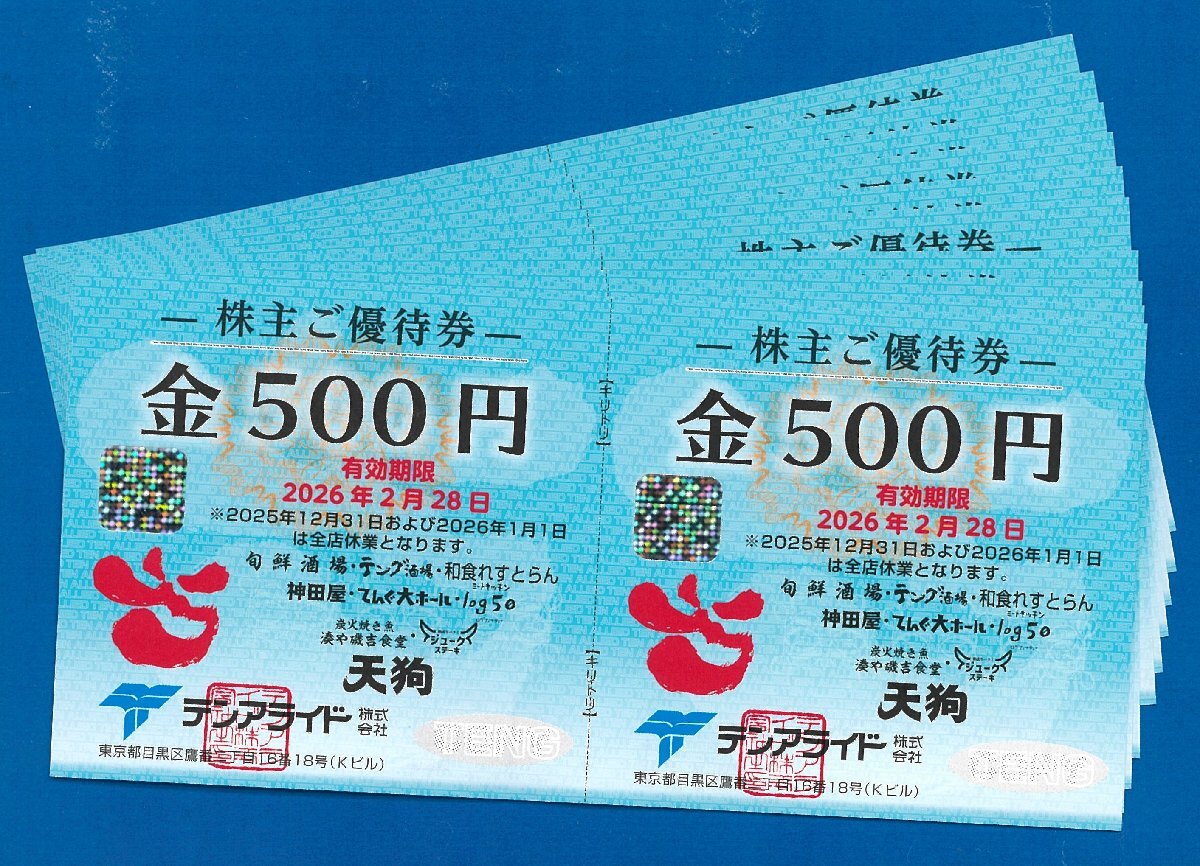 株主ご優待券 —
— 株主ご優待券 —
金500円
有効期限
2026年2月28日
※2025年12月31日および2026年1月1日
は全店休業となります。
旬鮮酒場・テング酒場・和食れすとらん
神田屋・てんぐ大ホール・log50
炭火焼き魚
湊や磯吉食堂・ジューク
ステーキ
天狗
テンアライド株式
会社
TENG
東京都目黒区鷹番二丁目16番18号(Kビル)
【キリトリ】
【キリトリ】
— 株主ご優待券 —
金500円
有効期限
2026年2月28日
※2025年12月31日および2026年1月1日
は全店休業となります。
旬鮮酒場・テング酒場・和食れすとらん
神田屋・てんぐ大ホール・log50
炭火焼き魚
湊や磯吉食堂・ジューク
ステーキ
天狗
テンアライド株式
会社
TENG
東京都目黒区鷹番二丁目16番18号(Kビル)